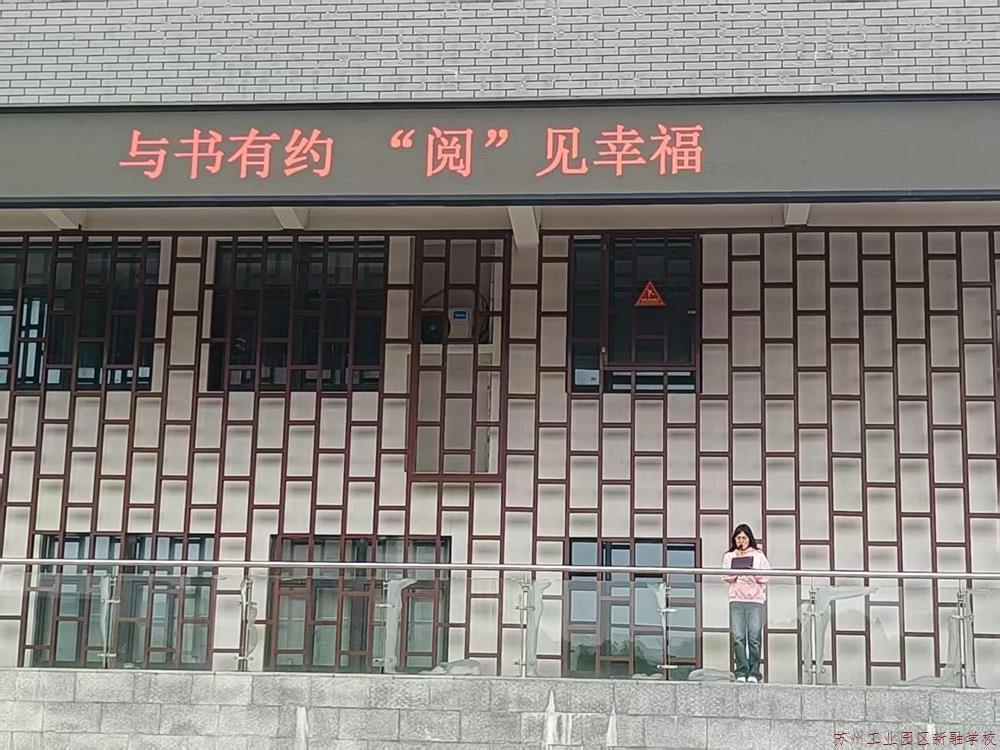 与书有约 “阅”见幸福
苏州工业园区新融学校